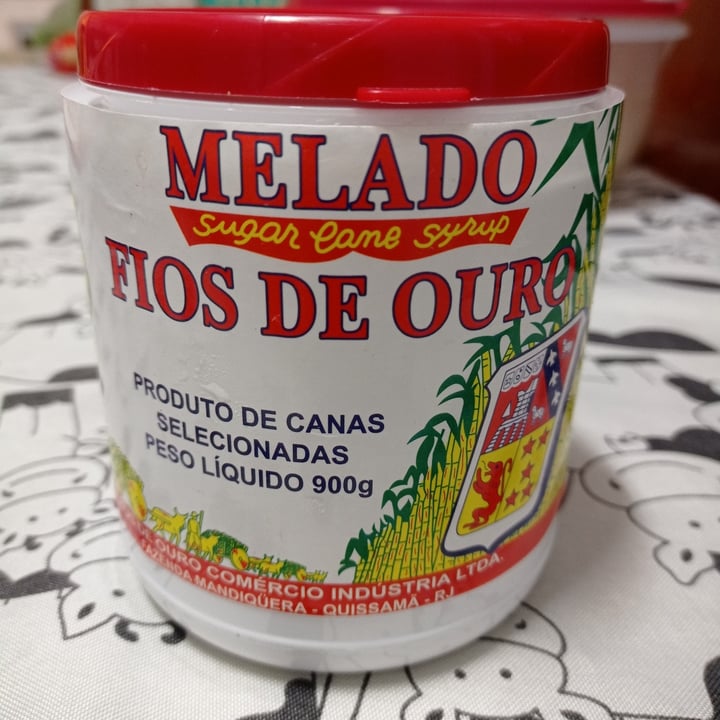 MELADO
sugar cane syrup
FIOS DE OURO
PRODUTO DE CANAS
SELECIONADAS
PESO LÍQUIDO 900g
OURO COMÉRCIO INDÚSTRIA LTDA.
FAZENDA MANDIQÜERA - QUISSAMÃ - RJ